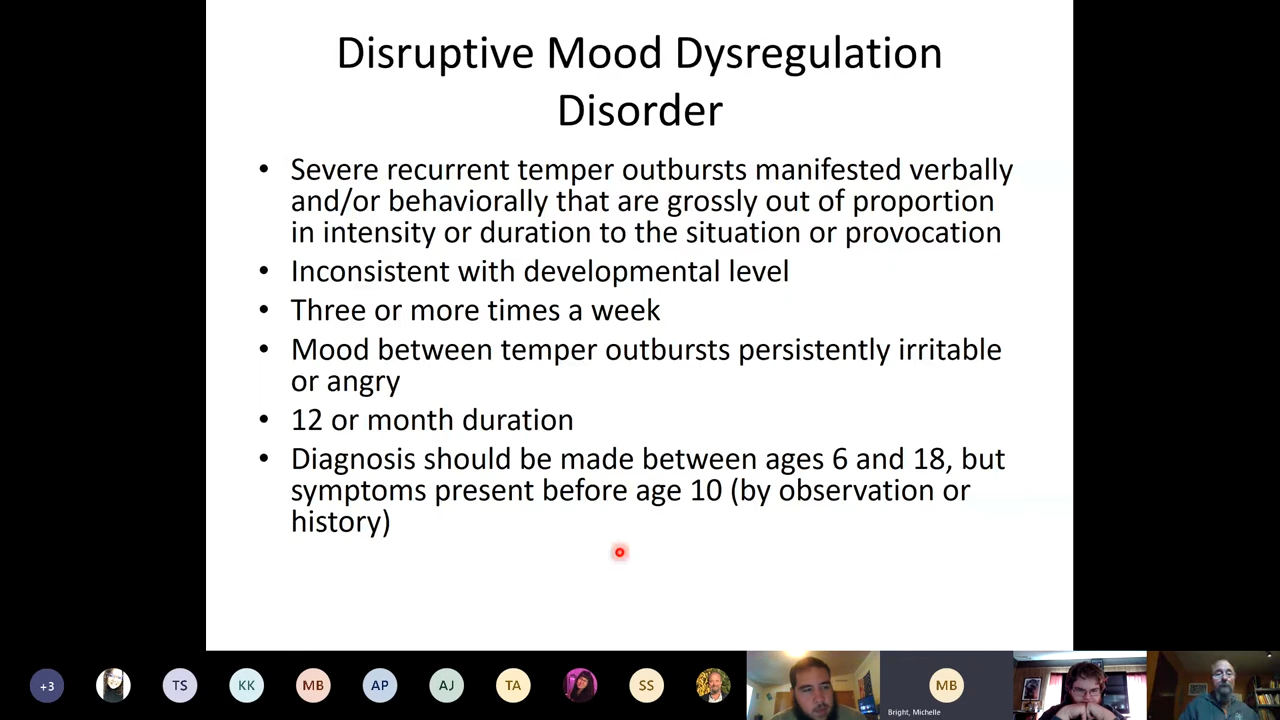 Disruptive Mood Dysregulation
Disorder
• Severe recurrent temper outbursts manifested verbally
and/or behaviorally that are grossly out of proportion
in intensity or duration to the situation or provocation
• Inconsistent with developmental level
• Three or more times a week
• Mood between temper outbursts persistently irritable
or angry
• 12 or month duration
• Diagnosis should be made between ages 6 and 18, but
symptoms present before age 10 (by observation or
history)
+3 TS KK MB AP AJ TA SS MB
Bright, Michelle